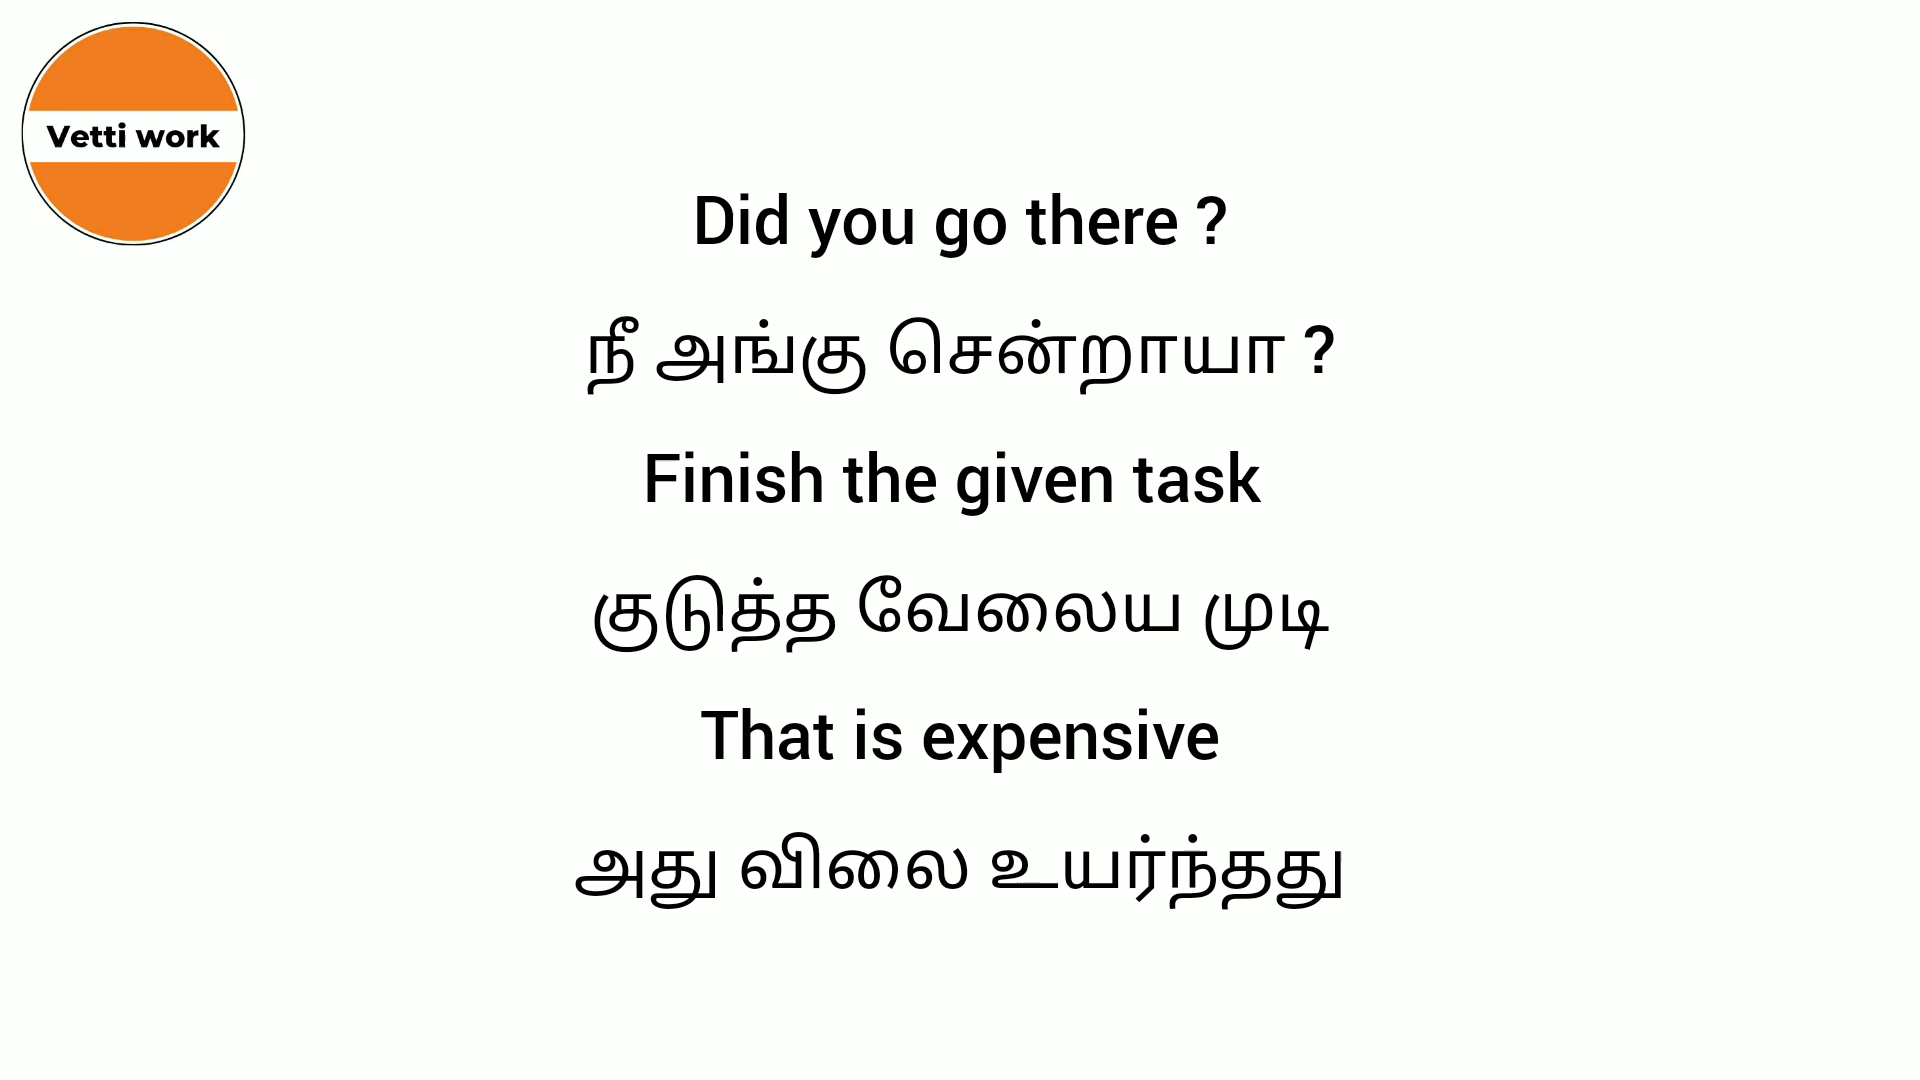 Vetti work
Did you go there ?
நீ அங்கு சென்றாயா ?
Finish the given task
குடுத்த வேலைய முடி
That is expensive
அது விலை உயர்ந்தது